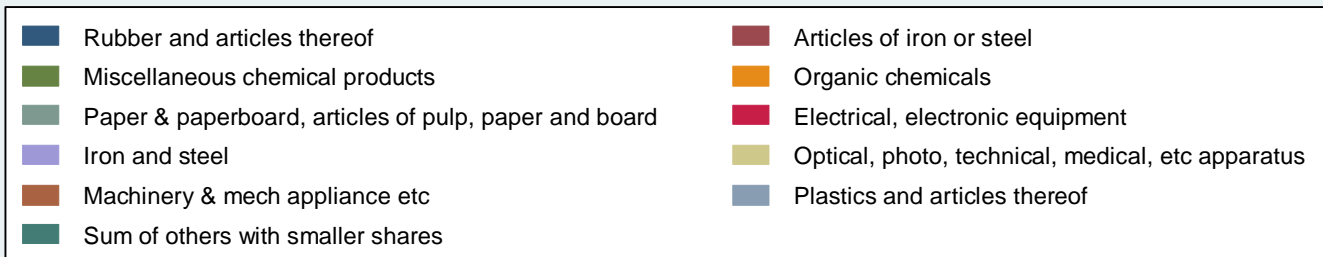 Rubber and articles thereof
Articles of iron or steel
Miscellaneous chemical products
Organic chemicals
Paper & paperboard, articles of pulp, paper and board
Electrical, electronic equipment
Iron and steel
Optical, photo, technical, medical, etc apparatus
Machinery & mech appliance etc
Plastics and articles thereof
Sum of others with smaller shares